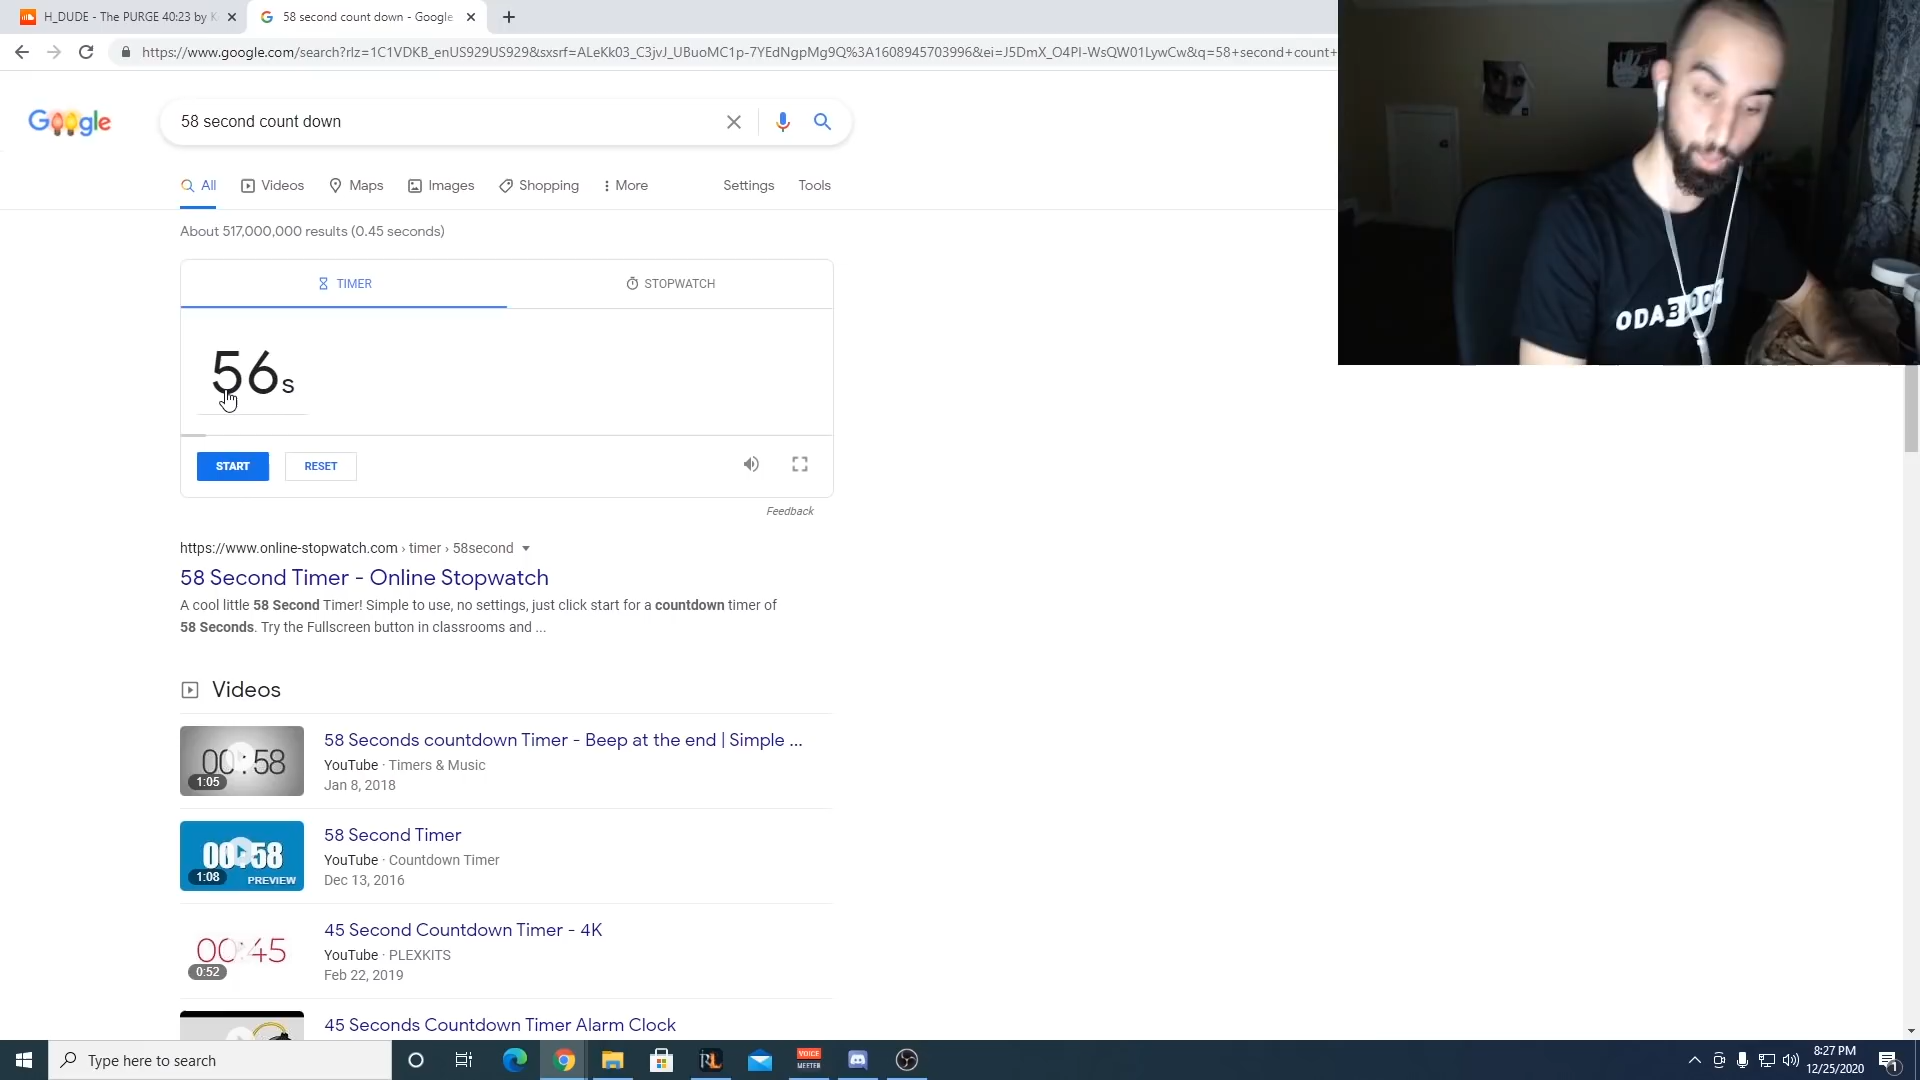 H_DUDE - The PURGE 40:23 by K
58 second count down - Google
https://www.google.com/search?rlz=1C1VDKB_enUS929US929&sxsrf=ALeKk03_C3jvJ_UBuoMC1p-7YEdNgpMg9Q%3A1608945703996&ei=J5DmX_O4PI-WsQW01LywCw&q=58+second+count+
Google
58 second count down
All
Videos
Maps
Images
Shopping
More
Settings
Tools
About 517,000,000 results (0.45 seconds)
TIMER
STOPWATCH
56s
START
RESET
Feedback
https://www.online-stopwatch.com › timer › 58second
58 Second Timer - Online Stopwatch
A cool little 58 Second Timer! Simple to use, no settings, just click start for a countdown timer of
58 Seconds. Try the Fullscreen button in classrooms and ...
Videos
00:58
1:05
58 Seconds countdown Timer - Beep at the end | Simple ...
YouTube · Timers & Music
Jan 8, 2018
00:58
1:08
PREVIEW
58 Second Timer
YouTube · Countdown Timer
Dec 13, 2016
00:45
0:52
45 Second Countdown Timer - 4K
YouTube · PLEXKITS
Feb 22, 2019
45 Seconds Countdown Timer Alarm Clock
Type here to search
RL
VOICE
MEETER
8:27 PM
12/25/2020
1